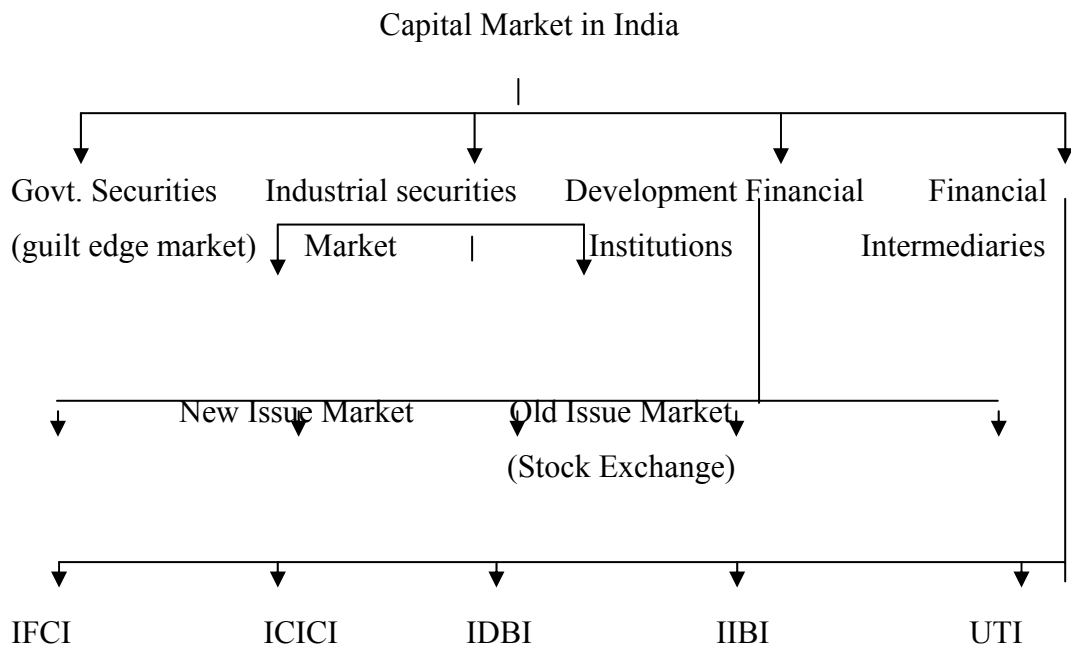 Capital Market in India
Govt. Securities Industrial securities Development Financial Financial
(guilt edge market) Market Institutions Intermediaries
New Issue Market Old Issue Market
(Stock Exchange)
IFCI ICICI IDBI IIBI UTI